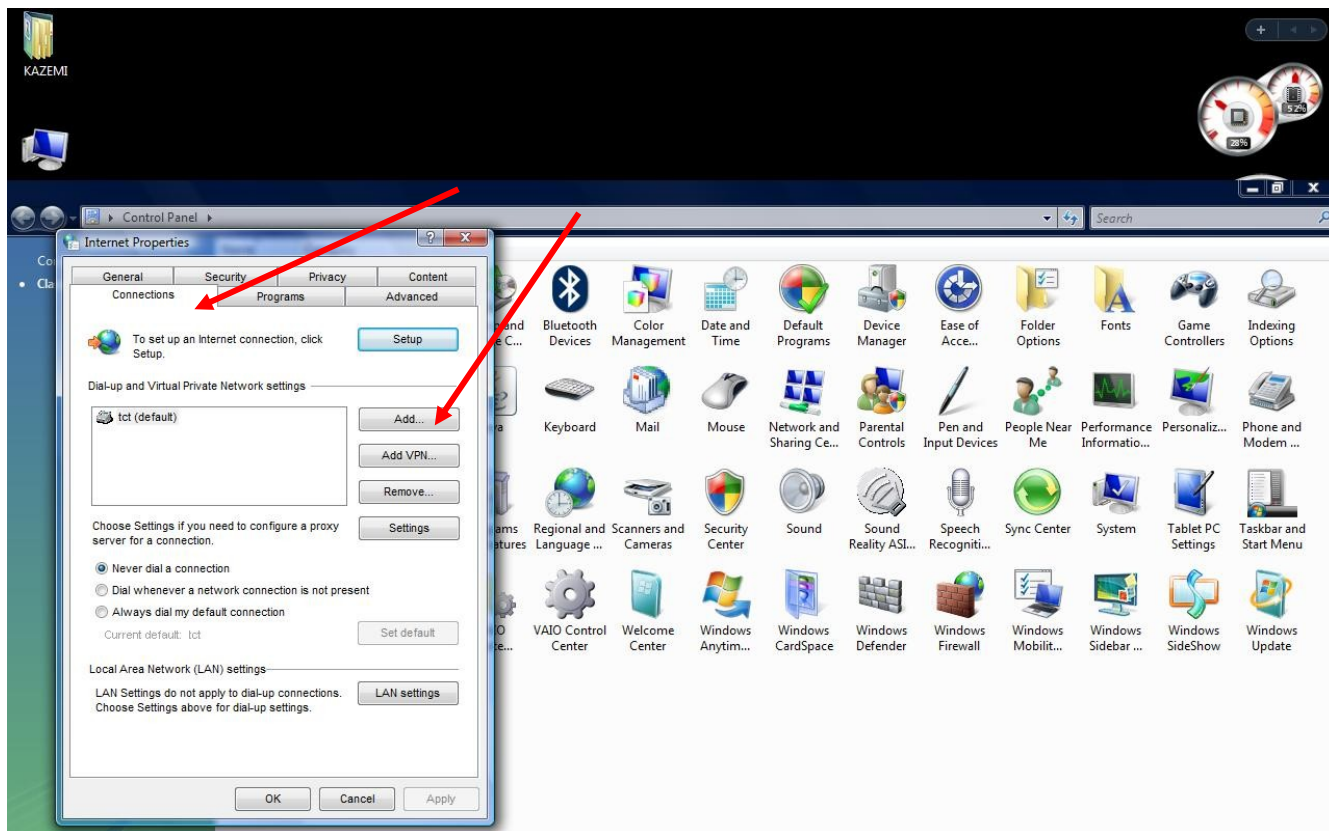 KAZEMI
52%
28%
Control Panel
Search
Internet Properties
General Security Privacy Content
Connections Programs Advanced
To set up an Internet connection, click
Setup.
Setup
Dial-up and Virtual Private Network settings
tct (default)
Add...
Add VPN...
Remove...
Choose Settings if you need to configure a proxy
server for a connection.
Settings
Never dial a connection
Dial whenever a network connection is not present
Always dial my default connection
Current default: tct
Set default
Local Area Network (LAN) settings
LAN Settings do not apply to dial-up connections.
Choose Settings above for dial-up settings.
LAN settings
OK Cancel Apply
Bluetooth
Devices
Color
Management
Date and
Time
Default
Programs
Device
Manager
Ease of
Acce...
Folder
Options
Fonts
Game
Controllers
Indexing
Options
Keyboard
Mail
Mouse
Network and
Sharing Ce...
Parental
Controls
Pen and
Input Devices
People Near
Me
Performance
Informatio...
Personaliz...
Phone and
Modem ...
Regional and
Language ...
Scanners and
Cameras
Security
Center
Sound
Sound
Reality ASI...
Speech
Recogniti...
Sync Center
System
Tablet PC
Settings
Taskbar and
Start Menu
VAIO Control
Center
Welcome
Center
Windows
Anytim...
Windows
CardSpace
Windows
Defender
Windows
Firewall
Windows
Mobilit...
Windows
Sidebar ...
Windows
SideShow
Windows
Update